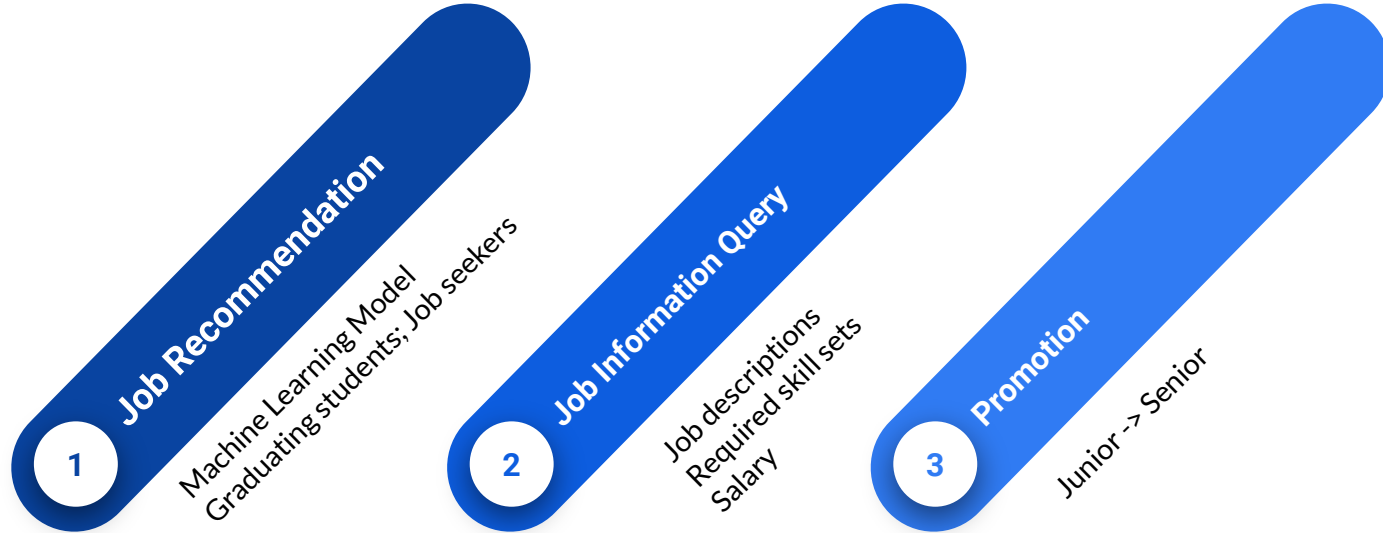 1
Job Recommendation
Machine Learning Model
Graduating students; Job seekers
2
Job Information Query
Job descriptions
Required skill sets
Salary
3
Promotion
Junior -> Senior